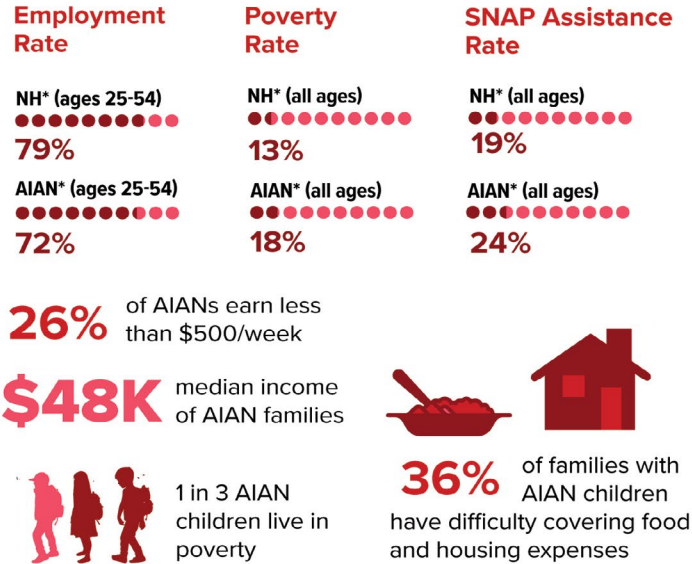 Employment
Rate
NH* (ages 25-54)
79%
AIAN* (ages 25-54)
72%
Poverty
Rate
NH* (all ages)
13%
AIAN* (all ages)
18%
SNAP Assistance
Rate
NH* (all ages)
19%
AIAN* (all ages)
24%
26%
of AIANs earn less
than $500/week
$48K
median income
of AIAN families
1 in 3 AIAN
children live in
poverty
36%
of families with
AIAN children
have difficulty covering food
and housing expenses